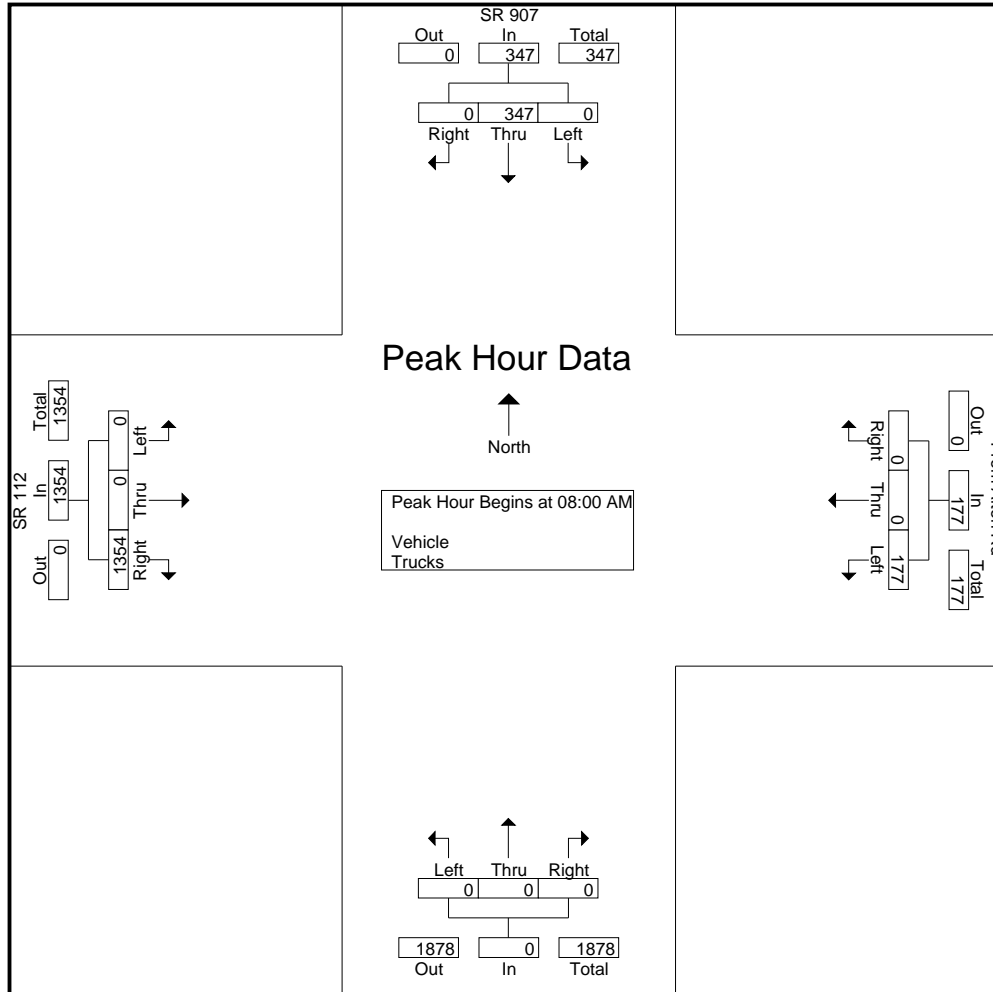 SR 907
Out In Total
0 347 347
0 347 0
Right Thru Left
Peak Hour Data
North
Peak Hour Begins at 08:00 AM
Vehicle
Trucks
SR 112
Out In Total
0 1354 1354
Left Thru Right
0 0 1354
Out In Total
0 177 177
Right Thru Left
0 0 177
Left Thru Right
0 0 0
1878 0 1878
Out In Total